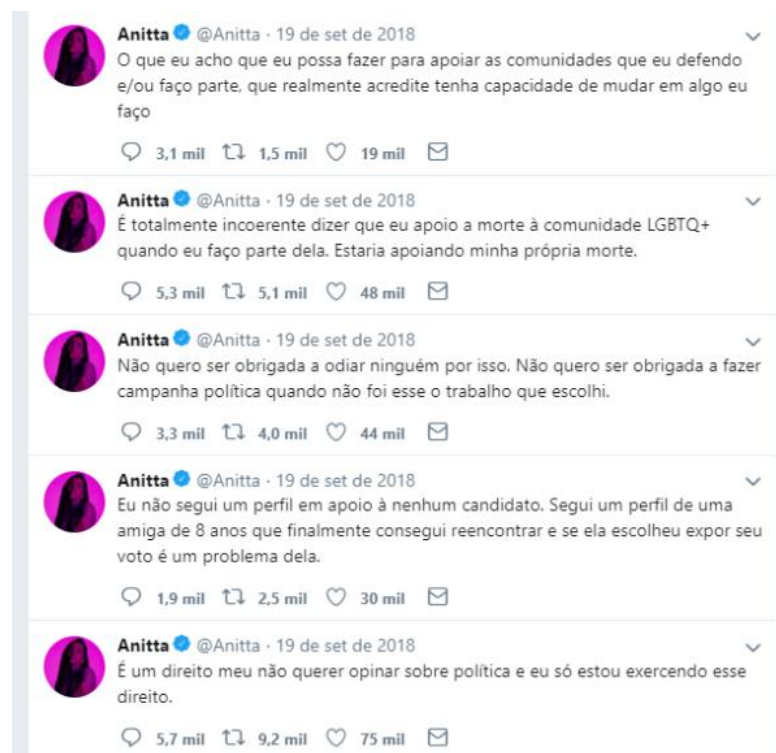 Anitta @Anitta · 19 de set de 2018
O que eu acho que eu possa fazer para apoiar as comunidades que eu defendo
e/ou faço parte, que realmente acredite tenha capacidade de mudar em algo eu
faço
3,1 mil 1,5 mil 19 mil
Anitta @Anitta · 19 de set de 2018
É totalmente incoerente dizer que eu apoio a morte à comunidade LGBTQ+
quando eu faço parte dela. Estaria apoiando minha própria morte.
5,3 mil 5,1 mil 48 mil
Anitta @Anitta · 19 de set de 2018
Não quero ser obrigada a odiar ninguém por isso. Não quero ser obrigada a fazer
campanha política quando não foi esse o trabalho que escolhi.
3,3 mil 4,0 mil 44 mil
Anitta @Anitta · 19 de set de 2018
Eu não segui um perfil em apoio à nenhum candidato. Segui um perfil de uma
amiga de 8 anos que finalmente consegui reencontrar e se ela escolheu expor seu
voto é um problema dela.
1,9 mil 2,5 mil 30 mil
Anitta @Anitta · 19 de set de 2018
É um direito meu não querer opinar sobre política e eu só estou exercendo esse
direito.
5,7 mil 9,2 mil 75 mil